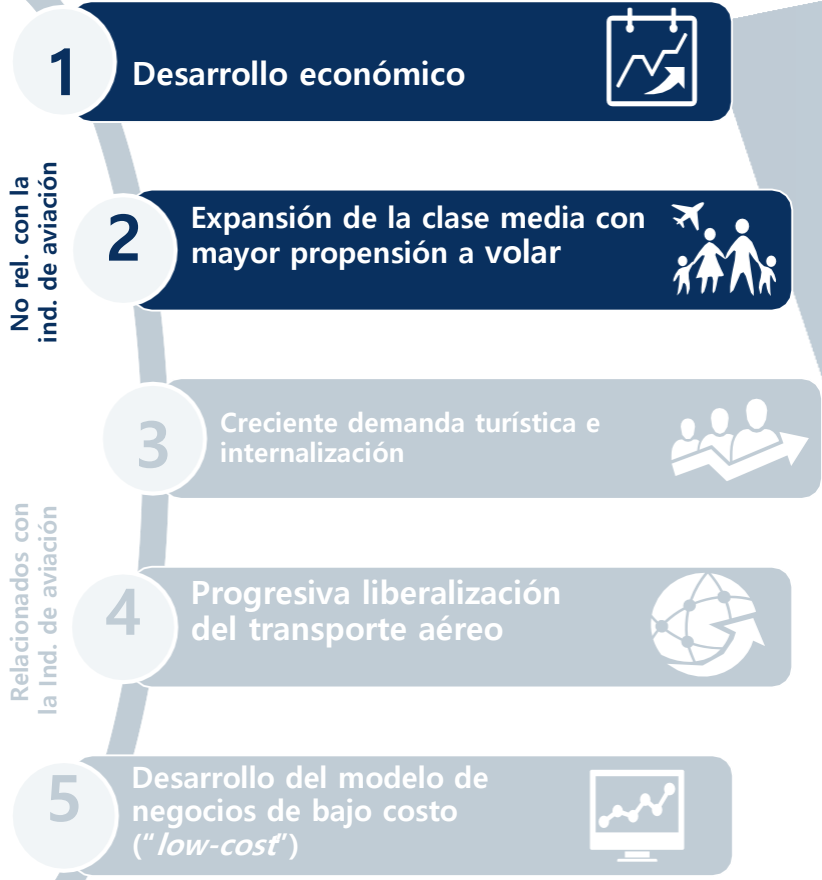 1
Desarrollo económico
No rel. con la
ind. de aviación
2
Expansión de la clase media con
mayor propensión a volar
3
Creciente demanda turística e
internalización
Relacionados con
la Ind. de aviación
4
Progresiva liberalización
del transporte aéreo
5
Desarrollo del modelo de
negocios de bajo costo
(“low-cost”)